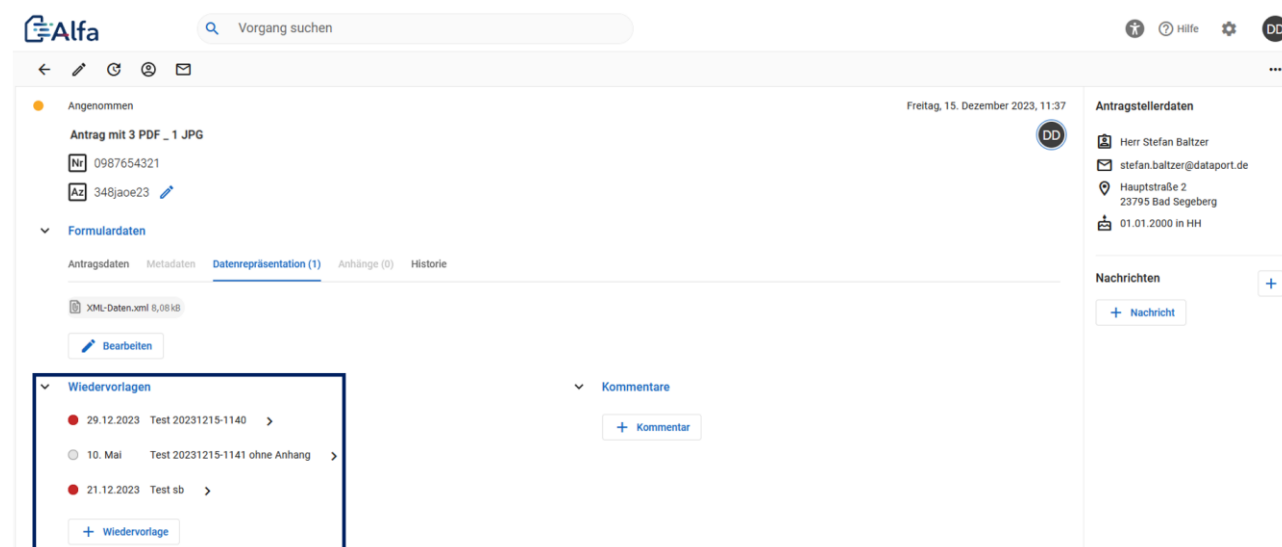 Alfa
Vorgang suchen
Hilfe
DD
Angenommen
Freitag, 15. Dezember 2023, 11:37
Antrag mit 3 PDF _ 1 JPG
DD
Nr 0987654321
Az 348jaoe23
Formulardaten
Antragsdaten Metadaten Datenrepräsentation (1) Anhänge (0) Historie
XML-Daten.xml 8,08 kB
Bearbeiten
Wiedervorlagen
29.12.2023 Test 20231215-1140
10. Mai Test 20231215-1141 ohne Anhang
21.12.2023 Test sb
+ Wiedervorlage
Kommentare
+ Kommentar
Antragstellerdaten
Herr Stefan Baltzer
stefan.baltzer@dataport.de
Hauptstraße 2
23795 Bad Segeberg
01.01.2000 in HH
Nachrichten
+
+ Nachricht